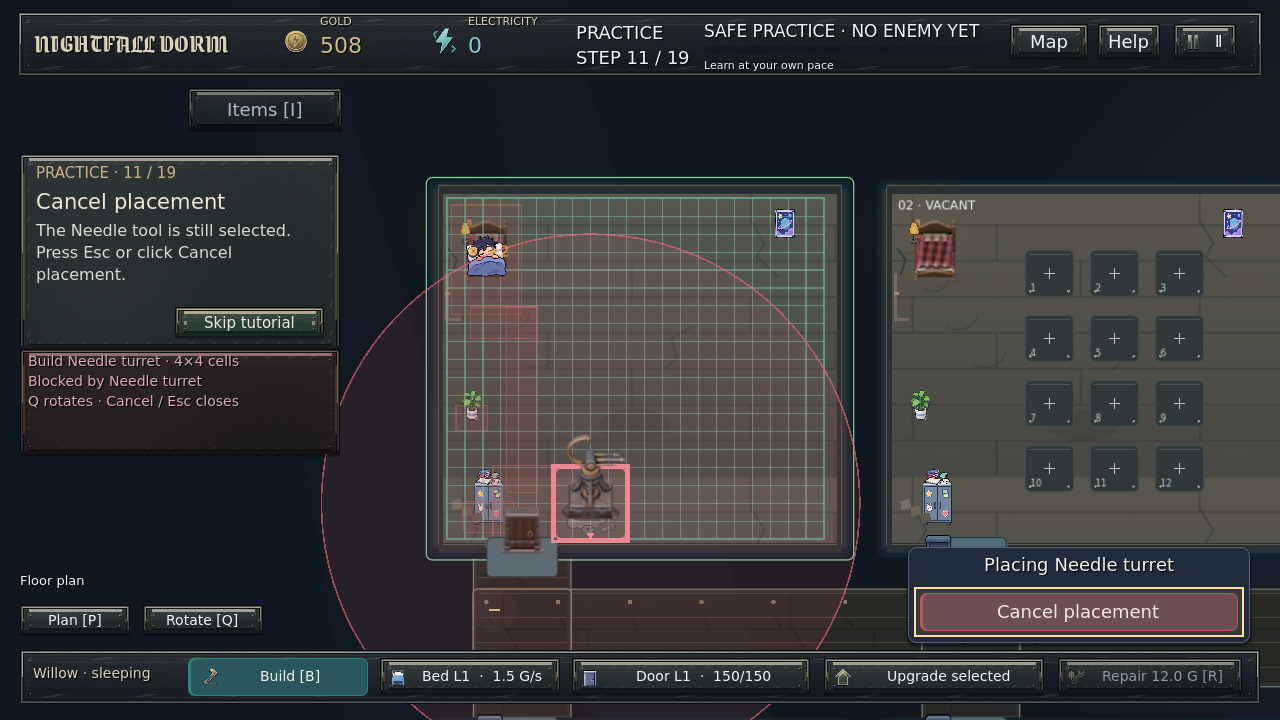 NIGHTFALL DORM
GOLD
508
ELECTRICITY
0
PRACTICE
STEP 11 / 19
SAFE PRACTICE · NO ENEMY YET
Learn at your own pace
Map
Help
Items [I]
PRACTICE · 11 / 19
Cancel placement
The Needle tool is still selected.
Press Esc or click Cancel
placement.
Skip tutorial
Build Needle turret · 4×4 cells
Blocked by Needle turret
Q rotates · Cancel / Esc closes
02 · VACANT
1
2
3
4
5
6
7
8
9
10
11
12
Floor plan
Plan [P]
Rotate [Q]
Placing Needle turret
Cancel placement
Willow · sleeping
Build [B]
Bed L1 · 1.5 G/s
Door L1 · 150/150
Upgrade selected
Repair 12.0 G [R]